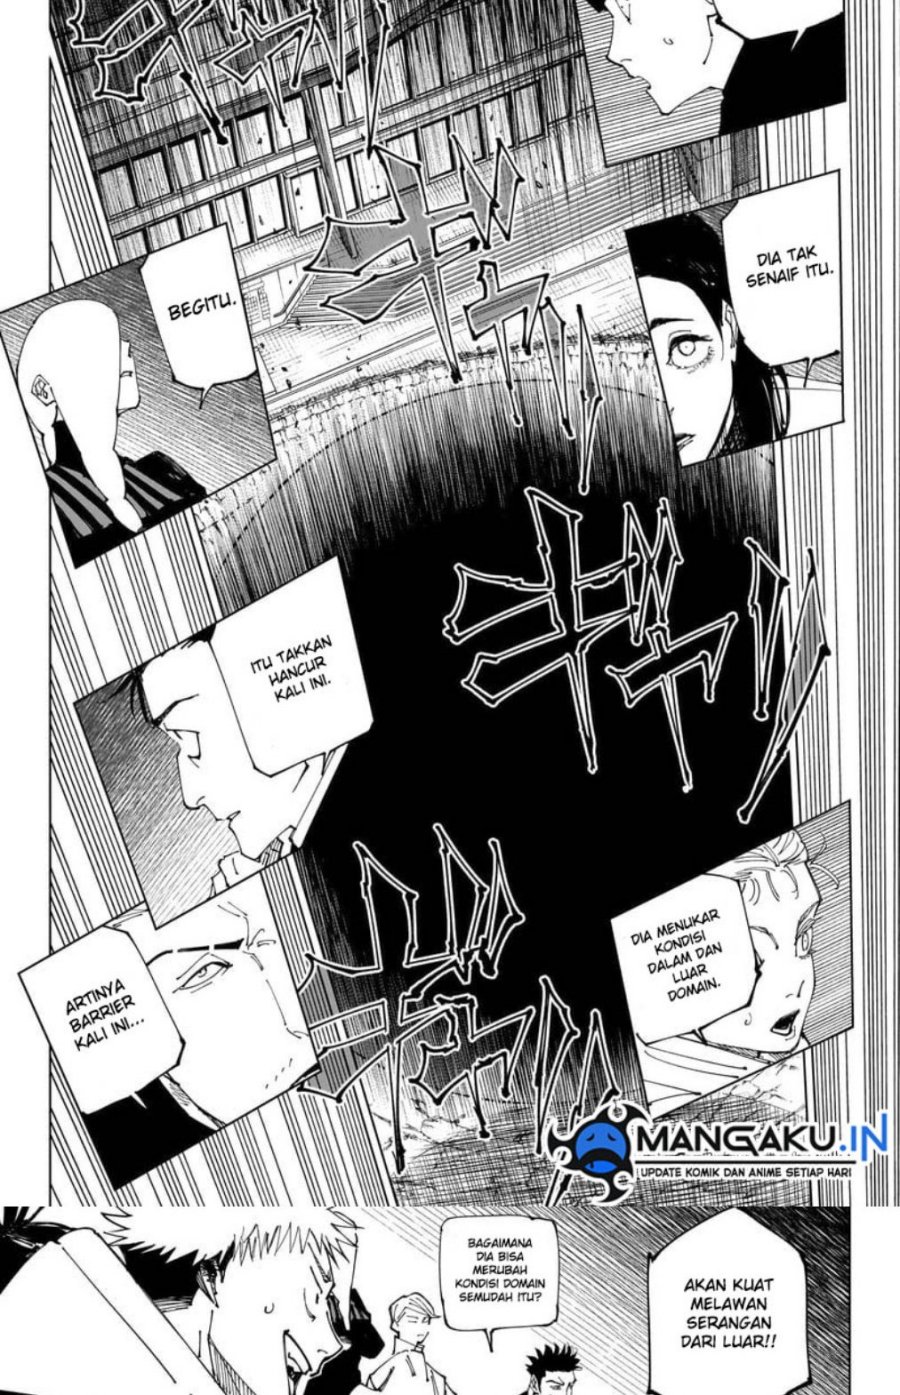 DIA TAK
SENAIF ITU.
BEGITU.
ITU TAKKAN
HANCUR
KALI INI.
DIA MENUKAR
KONDISI
DALAM DAN
LUAR
DOMAIN.
ARTINYA
BARRIER
KALI INI...
MANGAKU.IN
UPDATE KOMIK DAN ANIME SETIAP HARI
AKAN KUAT
MELAWAN
SERANGAN
DARI LUAR!!
BAGAIMANA
DIA BISA
MERUBAH
KONDISI DOMAIN
SEMUDAH ITU?